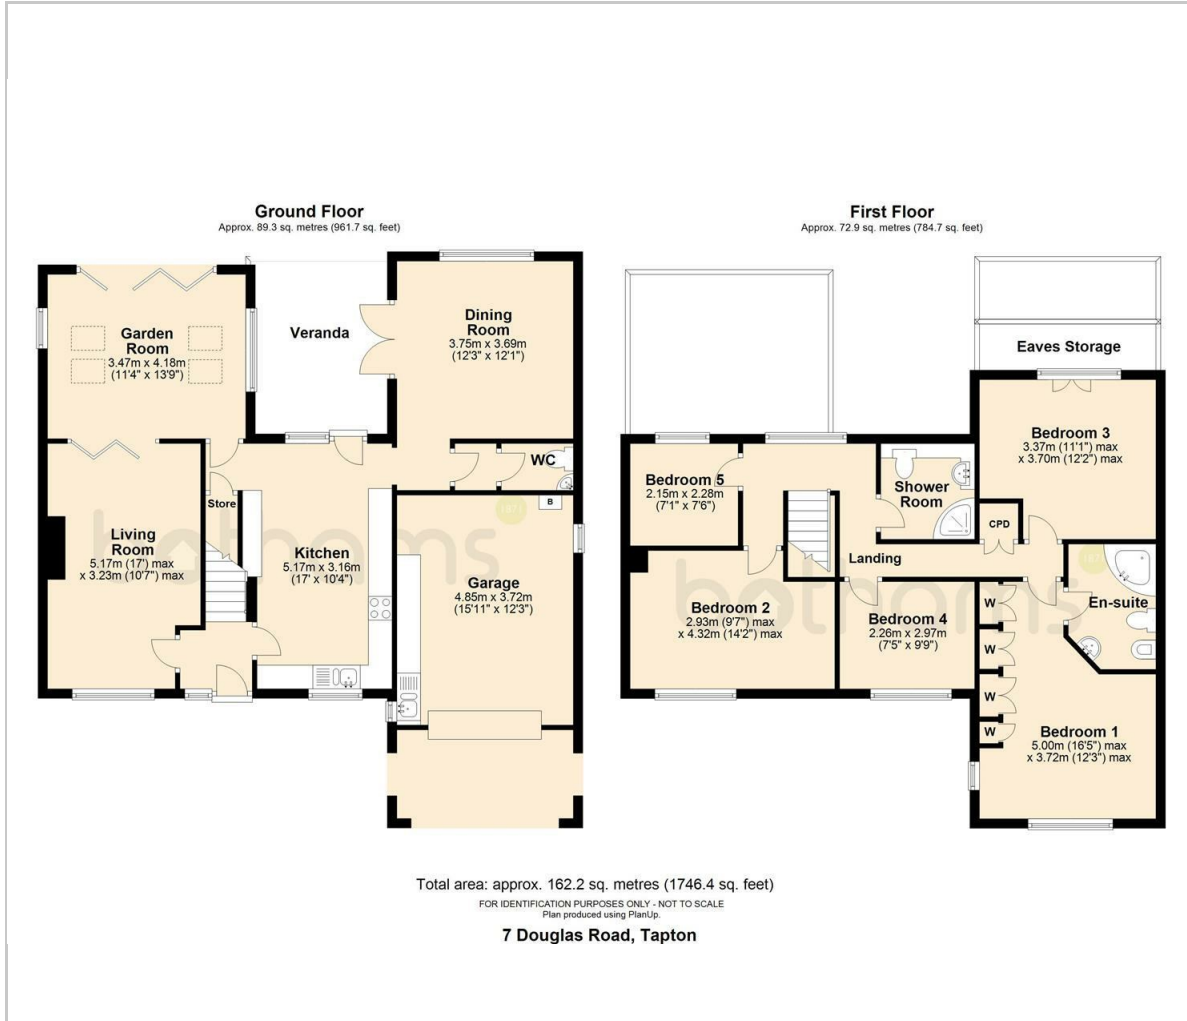 Ground Floor
Approx. 89.3 sq. metres (961.7 sq. feet)
Garden
Room
3.47m x 4.18m
(11'4" x 13'9")
Veranda
Dining
Room
3.75m x 3.69m
(12'3" x 12'1")
WC
Store
Living
Room
5.17m (17') max
x 3.23m (10'7") max
Kitchen
5.17m x 3.16m
(17' x 10'4")
B
Garage
4.85m x 3.72m
(15'11" x 12'3")
bothams
1871
First Floor
Approx. 72.9 sq. metres (784.7 sq. feet)
Eaves Storage
Bedroom 3
3.37m (11'1") max
x 3.70m (12'2") max
Bedroom 5
2.15m x 2.28m
(7'1" x 7'6")
Shower
Room
CPD
Landing
En-suite
Bedroom 2
2.93m (9'7") max
x 4.32m (14'2") max
Bedroom 4
2.26m x 2.97m
(7'5" x 9'9")
W
W
W
W
Bedroom 1
5.00m (16'5") max
x 3.72m (12'3") max
bothams
Total area: approx. 162.2 sq. metres (1746.4 sq. feet)
FOR IDENTIFICATION PURPOSES ONLY - NOT TO SCALE
Plan produced using PlanUp.
7 Douglas Road, Tapton